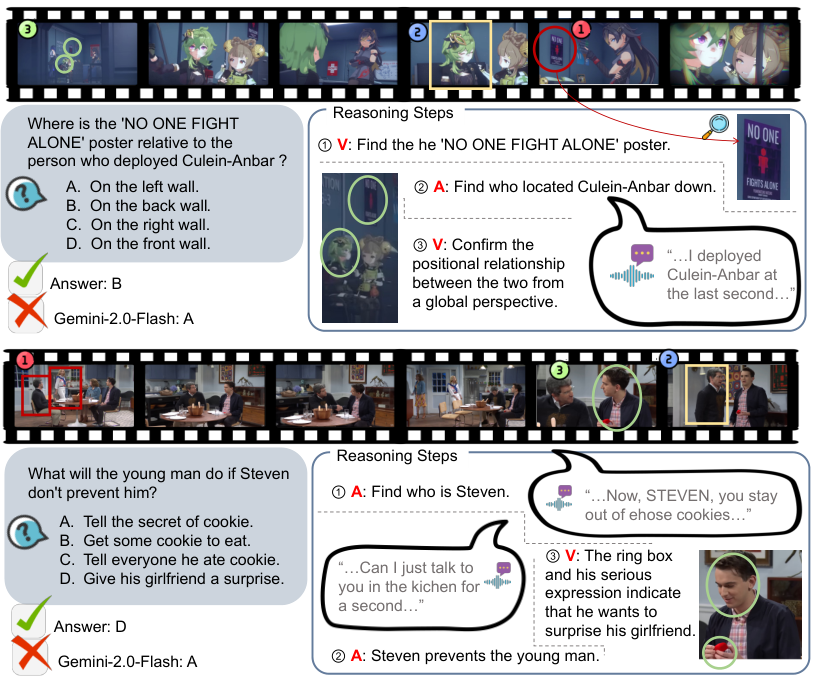 3
2
1
Where is the 'NO ONE FIGHT
ALONE' poster relative to the
person who deployed Culein-Anbar ?
A. On the left wall.
B. On the back wall.
C. On the right wall.
D. On the front wall.
Answer: B
Gemini-2.0-Flash: A
Reasoning Steps
① V: Find the he 'NO ONE FIGHT ALONE' poster.
NO ONE
FIGHTS ALONE
② A: Find who located Culein-Anbar down.
③ V: Confirm the
positional relationship
between the two from
a global perspective.
“…I deployed
Culein-Anbar at
the last second…”
1
3
2
What will the young man do if Steven
don't prevent him?
A. Tell the secret of cookie.
B. Get some cookie to eat.
C. Tell everyone he ate cookie.
D. Give his girlfriend a surprise.
Answer: D
Gemini-2.0-Flash: A
Reasoning Steps
① A: Find who is Steven.
“…Now, STEVEN, you stay
out of ehose cookies…”
“…Can I just talk to
you in the kichen for
a second…”
② A: Steven prevents the young man.
③ V: The ring box
and his serious
expression indicate
that he wants to
surprise his girlfriend.